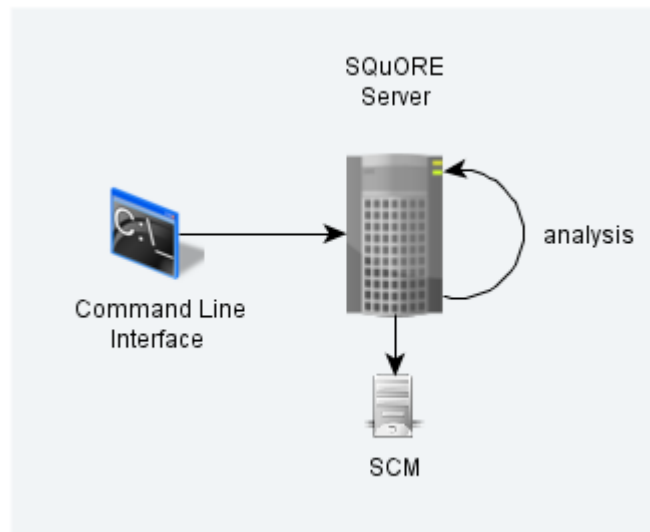 SQuORE
Server
C:\_
analysis
Command Line
Interface
SCM